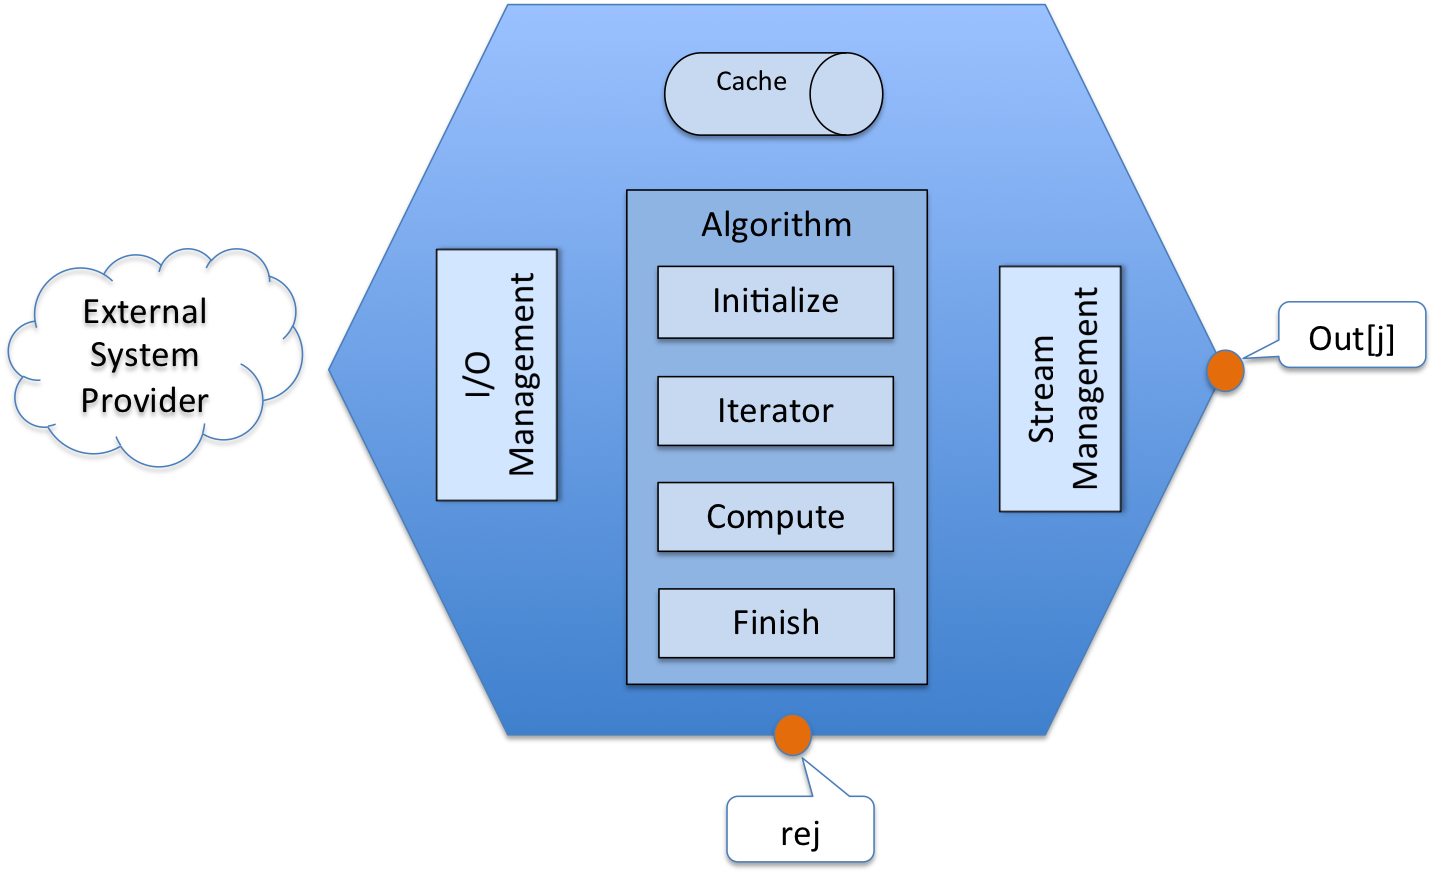 Cache
Algorithm
Initialize
Iterator
Compute
Finish
I/O
Management
Stream
Management
External
System
Provider
Out[j]
rej